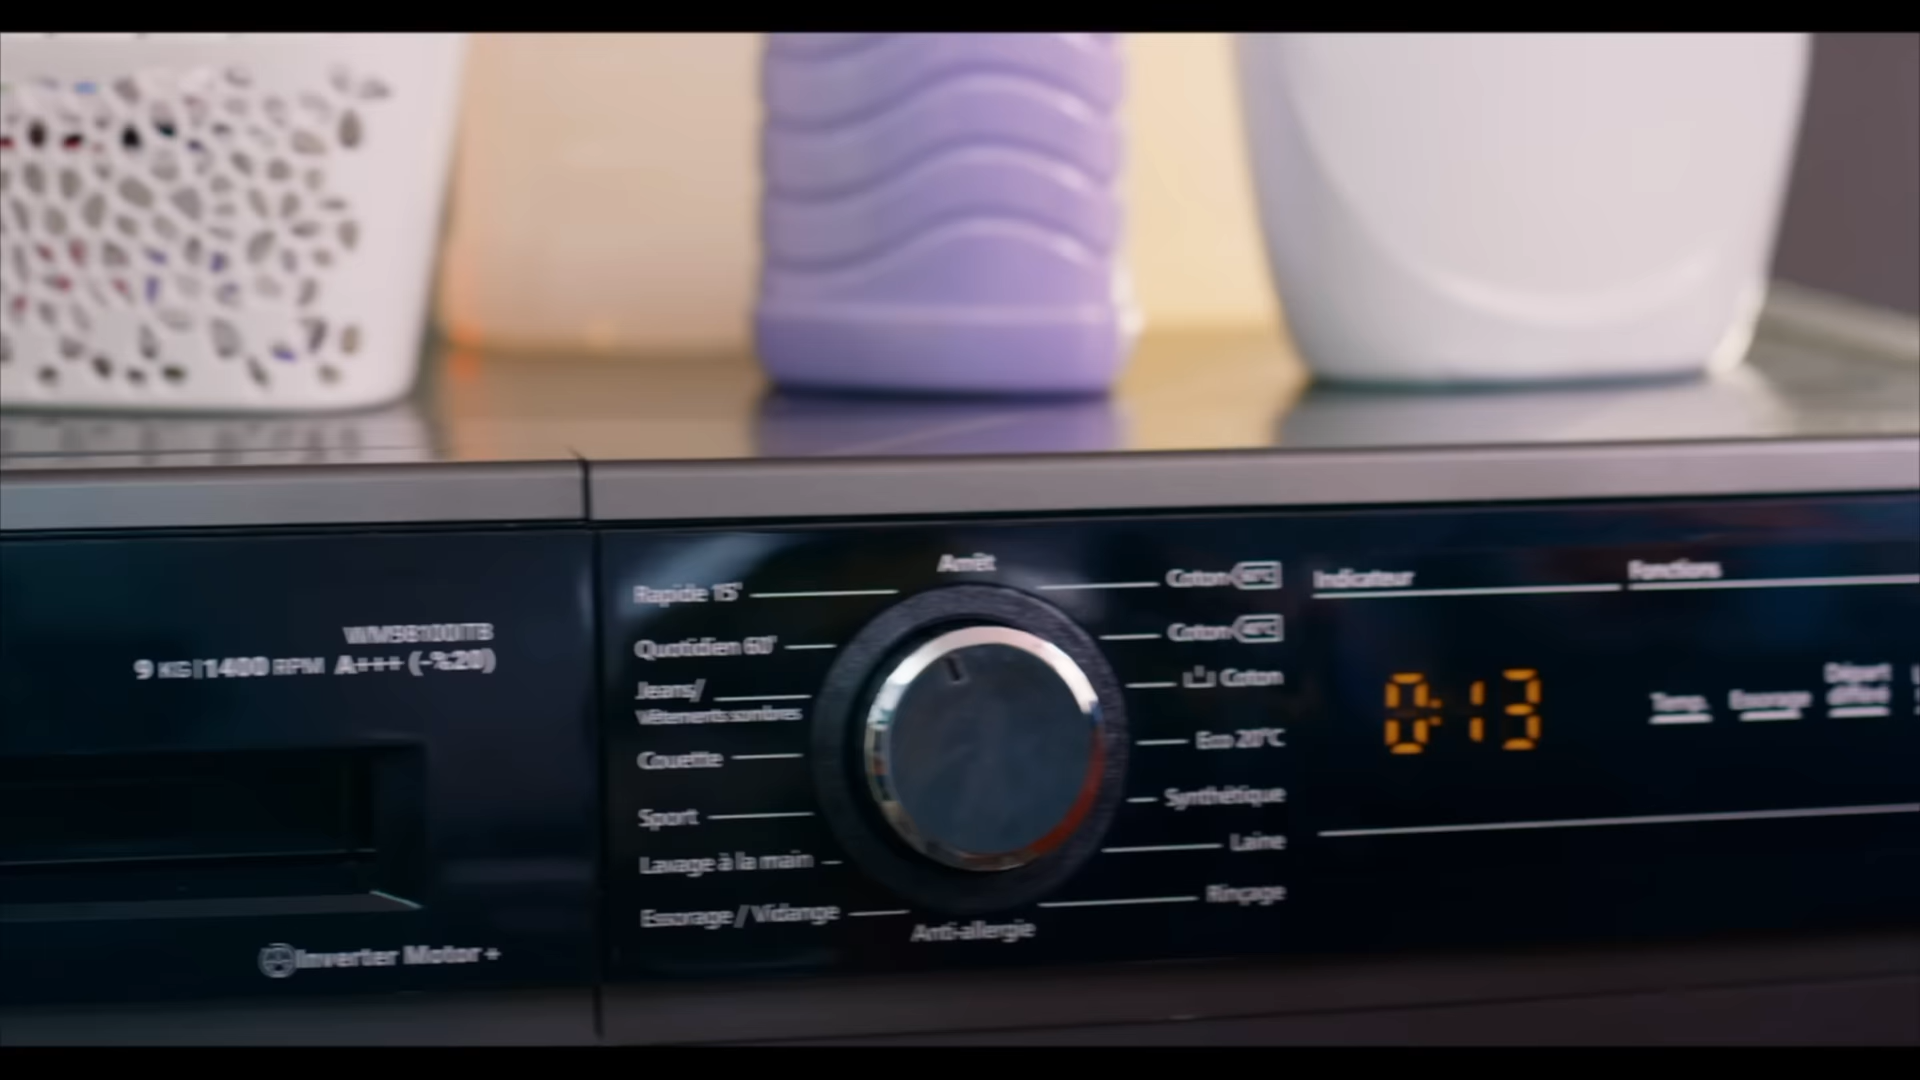 9 KG | 1400 RPM A+++ (-%20)
Inverter Motor+
Arrêt
Rapide 15'
Quotidien 60'
Jeans/
Vêtements sombres
Couette
Sport
Lavage à la main
Essorage / Vidange
Anti-allergie
Coton
Coton
Coton
Eco 20°C
Synthétique
Laine
Rinçage
Indicateur
Fonctions
0:13
Temp.
Essorage
Départ
différé